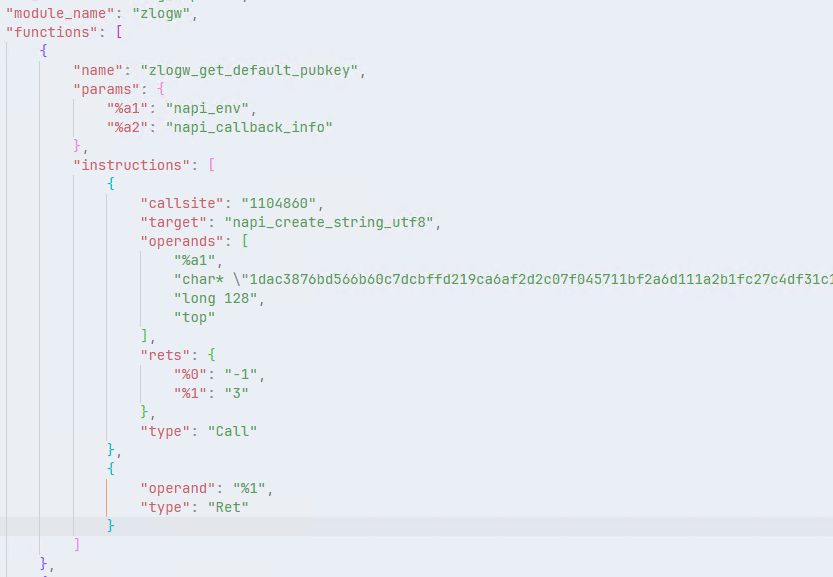 "module_name": "zlogw",
"functions": [
{
"name": "zlogw_get_default_pubkey",
"params": {
"%a1": "napi_env",
"%a2": "napi_callback_info"
},
"instructions": [
{
"callsite": "1104860",
"target": "napi_create_string_utf8",
"operands": [
"%a1",
"char* \"1dac3876bd566b60c7dcbffd219ca6af2d2c07f045711bf2a6d111a2b1fc27c4df31c1
"long 128",
"top"
],
"rets": {
"%0": "-1",
"%1": "3"
},
"type": "Call"
},
{
"operand": "%1",
"type": "Ret"
}
]
},